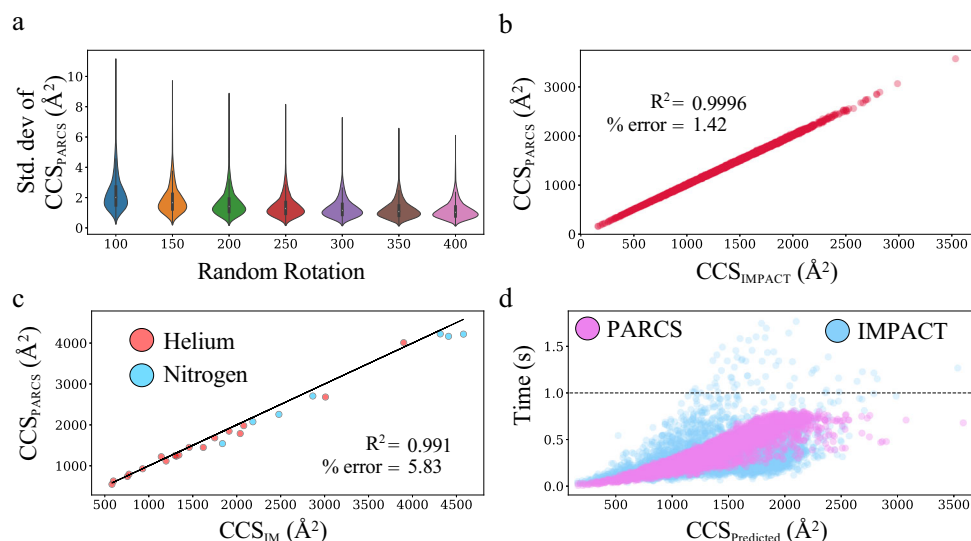 a
Std. dev of
CCS_PARCS (Å²)
10
8
6
4
2
0
100 150 200 250 300 350 400
Random Rotation
b
CCS_PARCS (Å²)
3000
2000
1000
0
R² = 0.9996
% error = 1.42
0 500 1000 1500 2000 2500 3000 3500
CCS_IMPACT (Å²)
c
CCS_PARCS (Å²)
4000
3000
2000
1000
Helium
Nitrogen
R² = 0.991
% error = 5.83
500 1000 1500 2000 2500 3000 3500 4000 4500
CCS_IM (Å²)
d
Time (s)
1.5
1.0
0.5
0.0
PARCS IMPACT
500 1000 1500 2000 2500 3000 3500
CCS_Predicted (Å²)